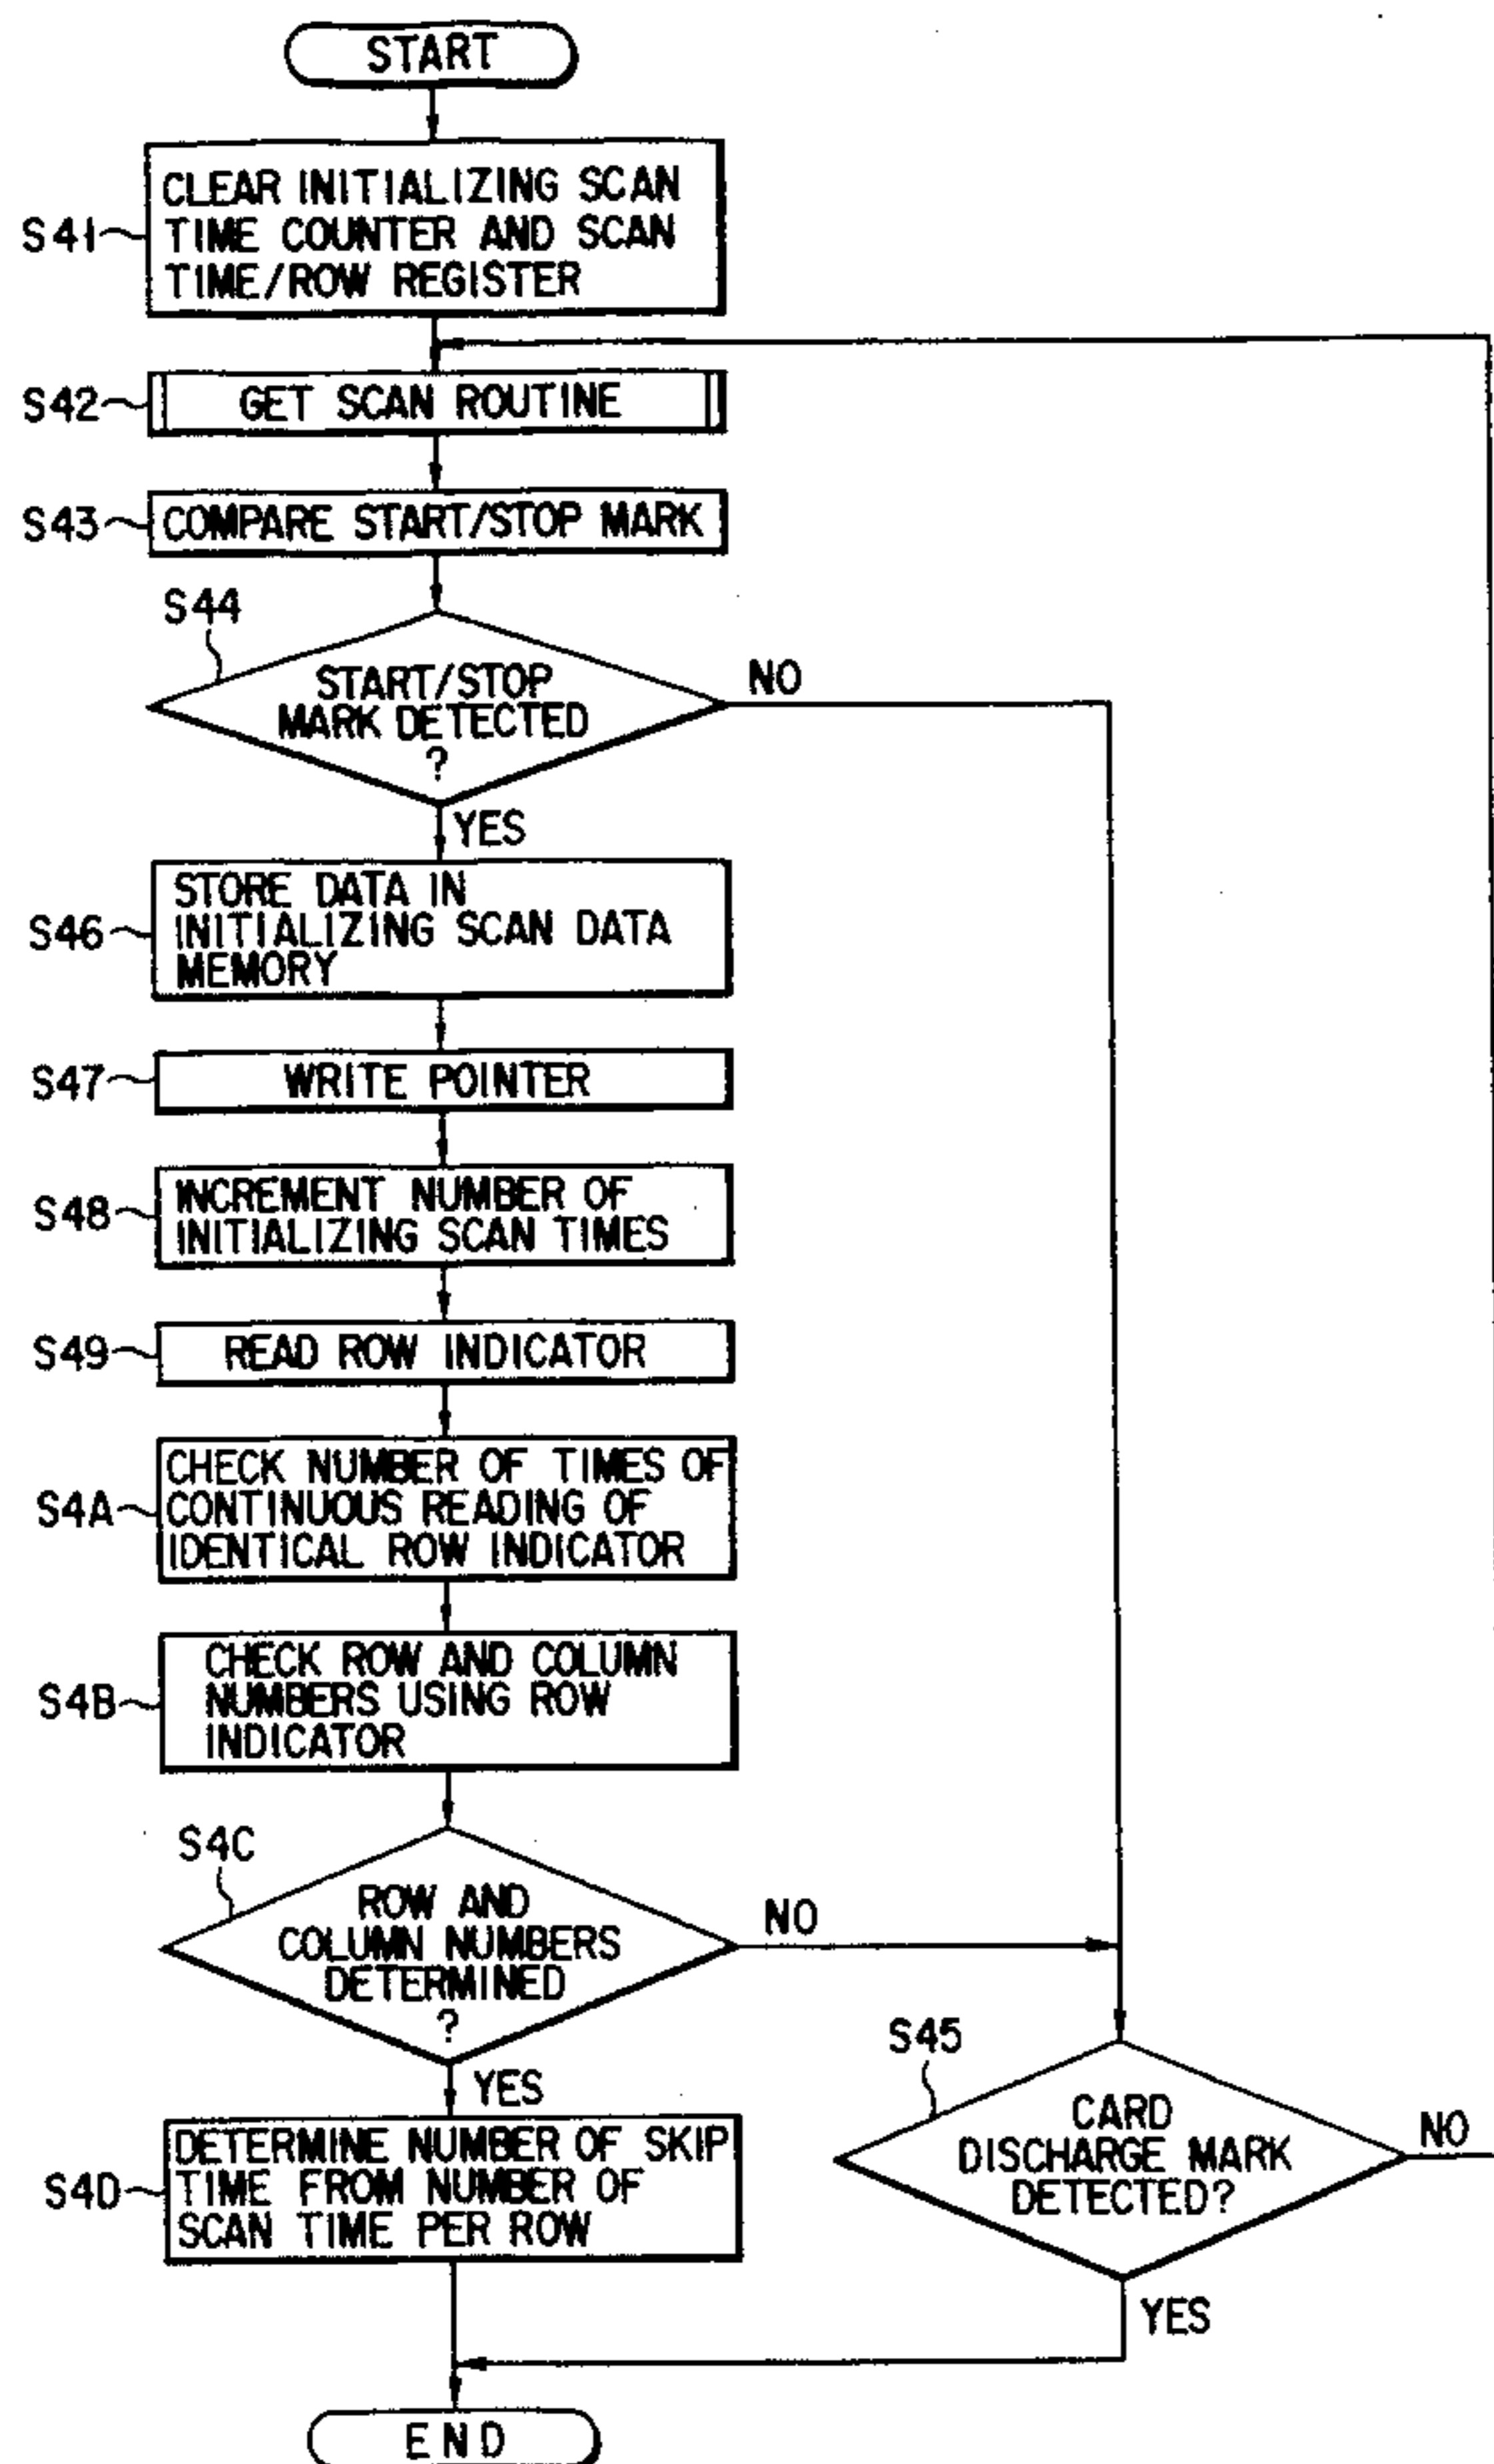 START
S41
CLEAR INITIALIZING SCAN
TIME COUNTER AND SCAN
TIME/ROW REGISTER
S42
GET SCAN ROUTINE
S43
COMPARE START/STOP MARK
S44
START/STOP
MARK DETECTED
?
NO
YES
S46
STORE DATA IN
INITIALIZING SCAN DATA
MEMORY
S47
WRITE POINTER
S48
INCREMENT NUMBER OF
INITIALIZING SCAN TIMES
S49
READ ROW INDICATOR
S4A
CHECK NUMBER OF TIMES OF
CONTINUOUS READING OF
IDENTICAL ROW INDICATOR
S4B
CHECK ROW AND COLUMN
NUMBERS USING ROW
INDICATOR
S4C
ROW AND
COLUMN NUMBERS
DETERMINED
?
NO
YES
S45
CARD
DISCHARGE MARK
DETECTED?
NO
YES
S4D
DETERMINE NUMBER OF SKIP
TIME FROM NUMBER OF
SCAN TIME PER ROW
END